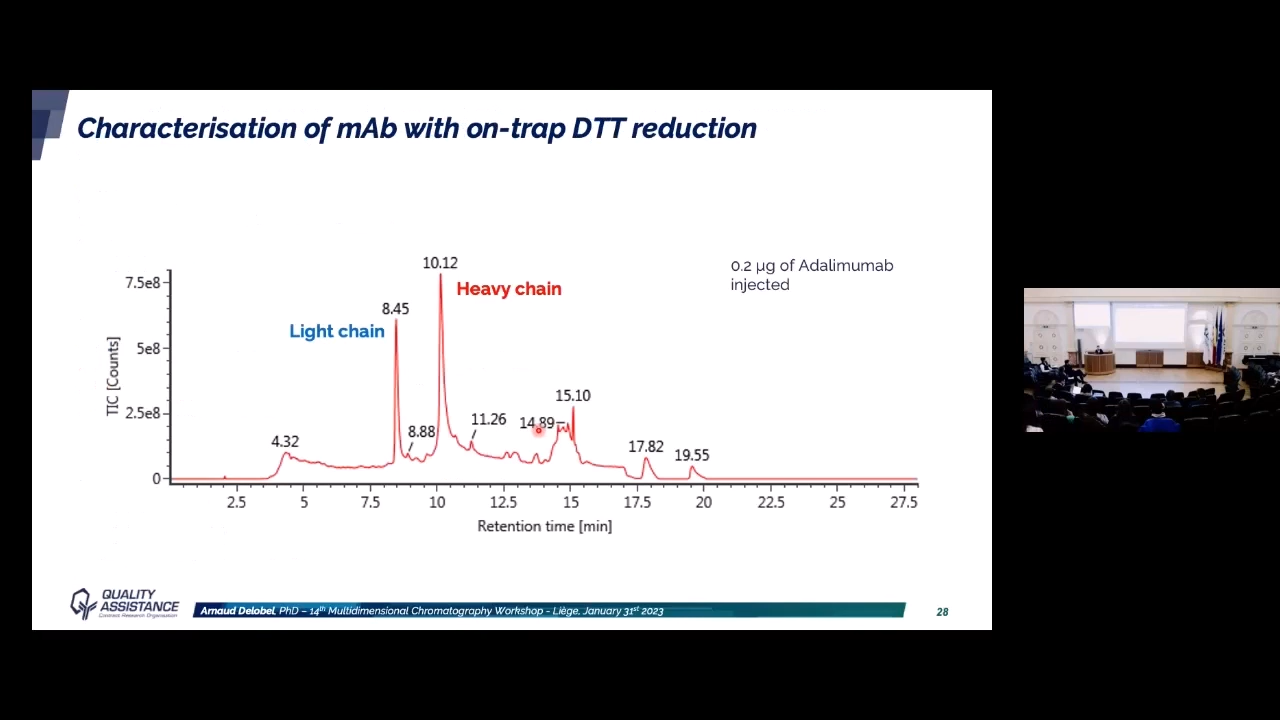 Characterisation of mAb with on-trap DTT reduction
0.2 µg of Adalimumab
injected
10.12
Heavy chain
8.45
Light chain
7.5e8
5e8
2.5e8
0
TIC [Counts]
4.32
8.88
11.26
14.89
15.10
17.82
19.55
2.5
5
7.5
10
12.5
15
17.5
20
22.5
25
27.5
Retention time [min]
QUALITY
ASSISTANCE
Contract Research Organisation
Arnaud Delobel, PhD – 14th Multidimensional Chromatography Workshop - Liège, January 31st 2023
28